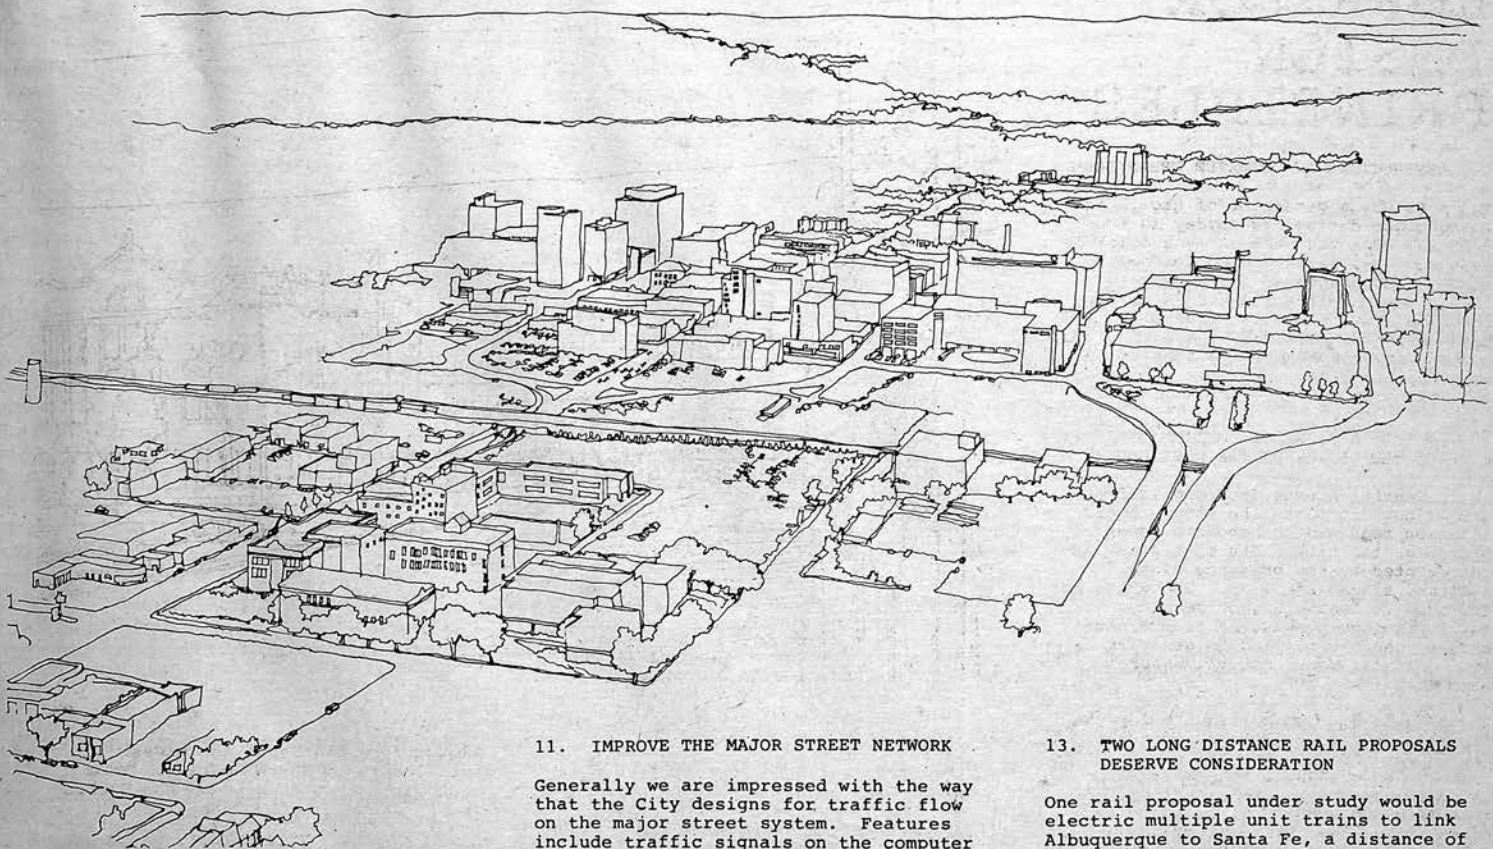 11. IMPROVE THE MAJOR STREET NETWORK
Generally we are impressed with the way
that the City designs for traffic flow
on the major street system. Features
include traffic signals on the computer
13. TWO LONG DISTANCE RAIL PROPOSALS
DESERVE CONSIDERATION
One rail proposal under study would be
electric multiple unit trains to link
Albuquerque to Santa Fe, a distance of